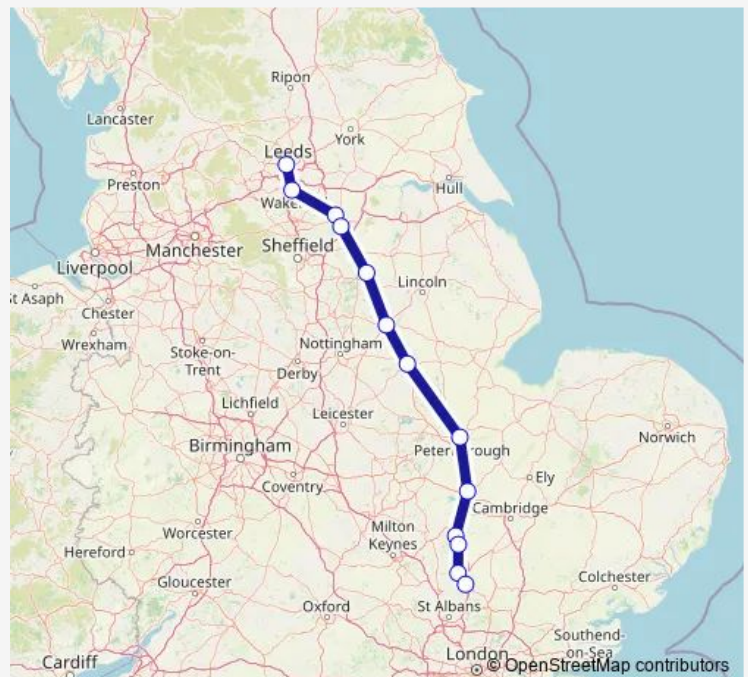 Ripon
Lancaster
York
Leeds
Preston
Hull
Wake
Manchester
Sheffield
Liverpool
Lincoln
St Asaph
Chester
Wrexham
Stoke-on-
Trent
Nottingham
Derby
Lichfield
Leicester
Norwich
Birmingham
Peter
rough
Ely
Coventry
Cambridge
Worcester
Milton
Keynes
Hereford
Gloucester
Colchester
Oxford
St Albans
Southend-
on-Sea
London
Cardiff
© OpenStreetMap contributors